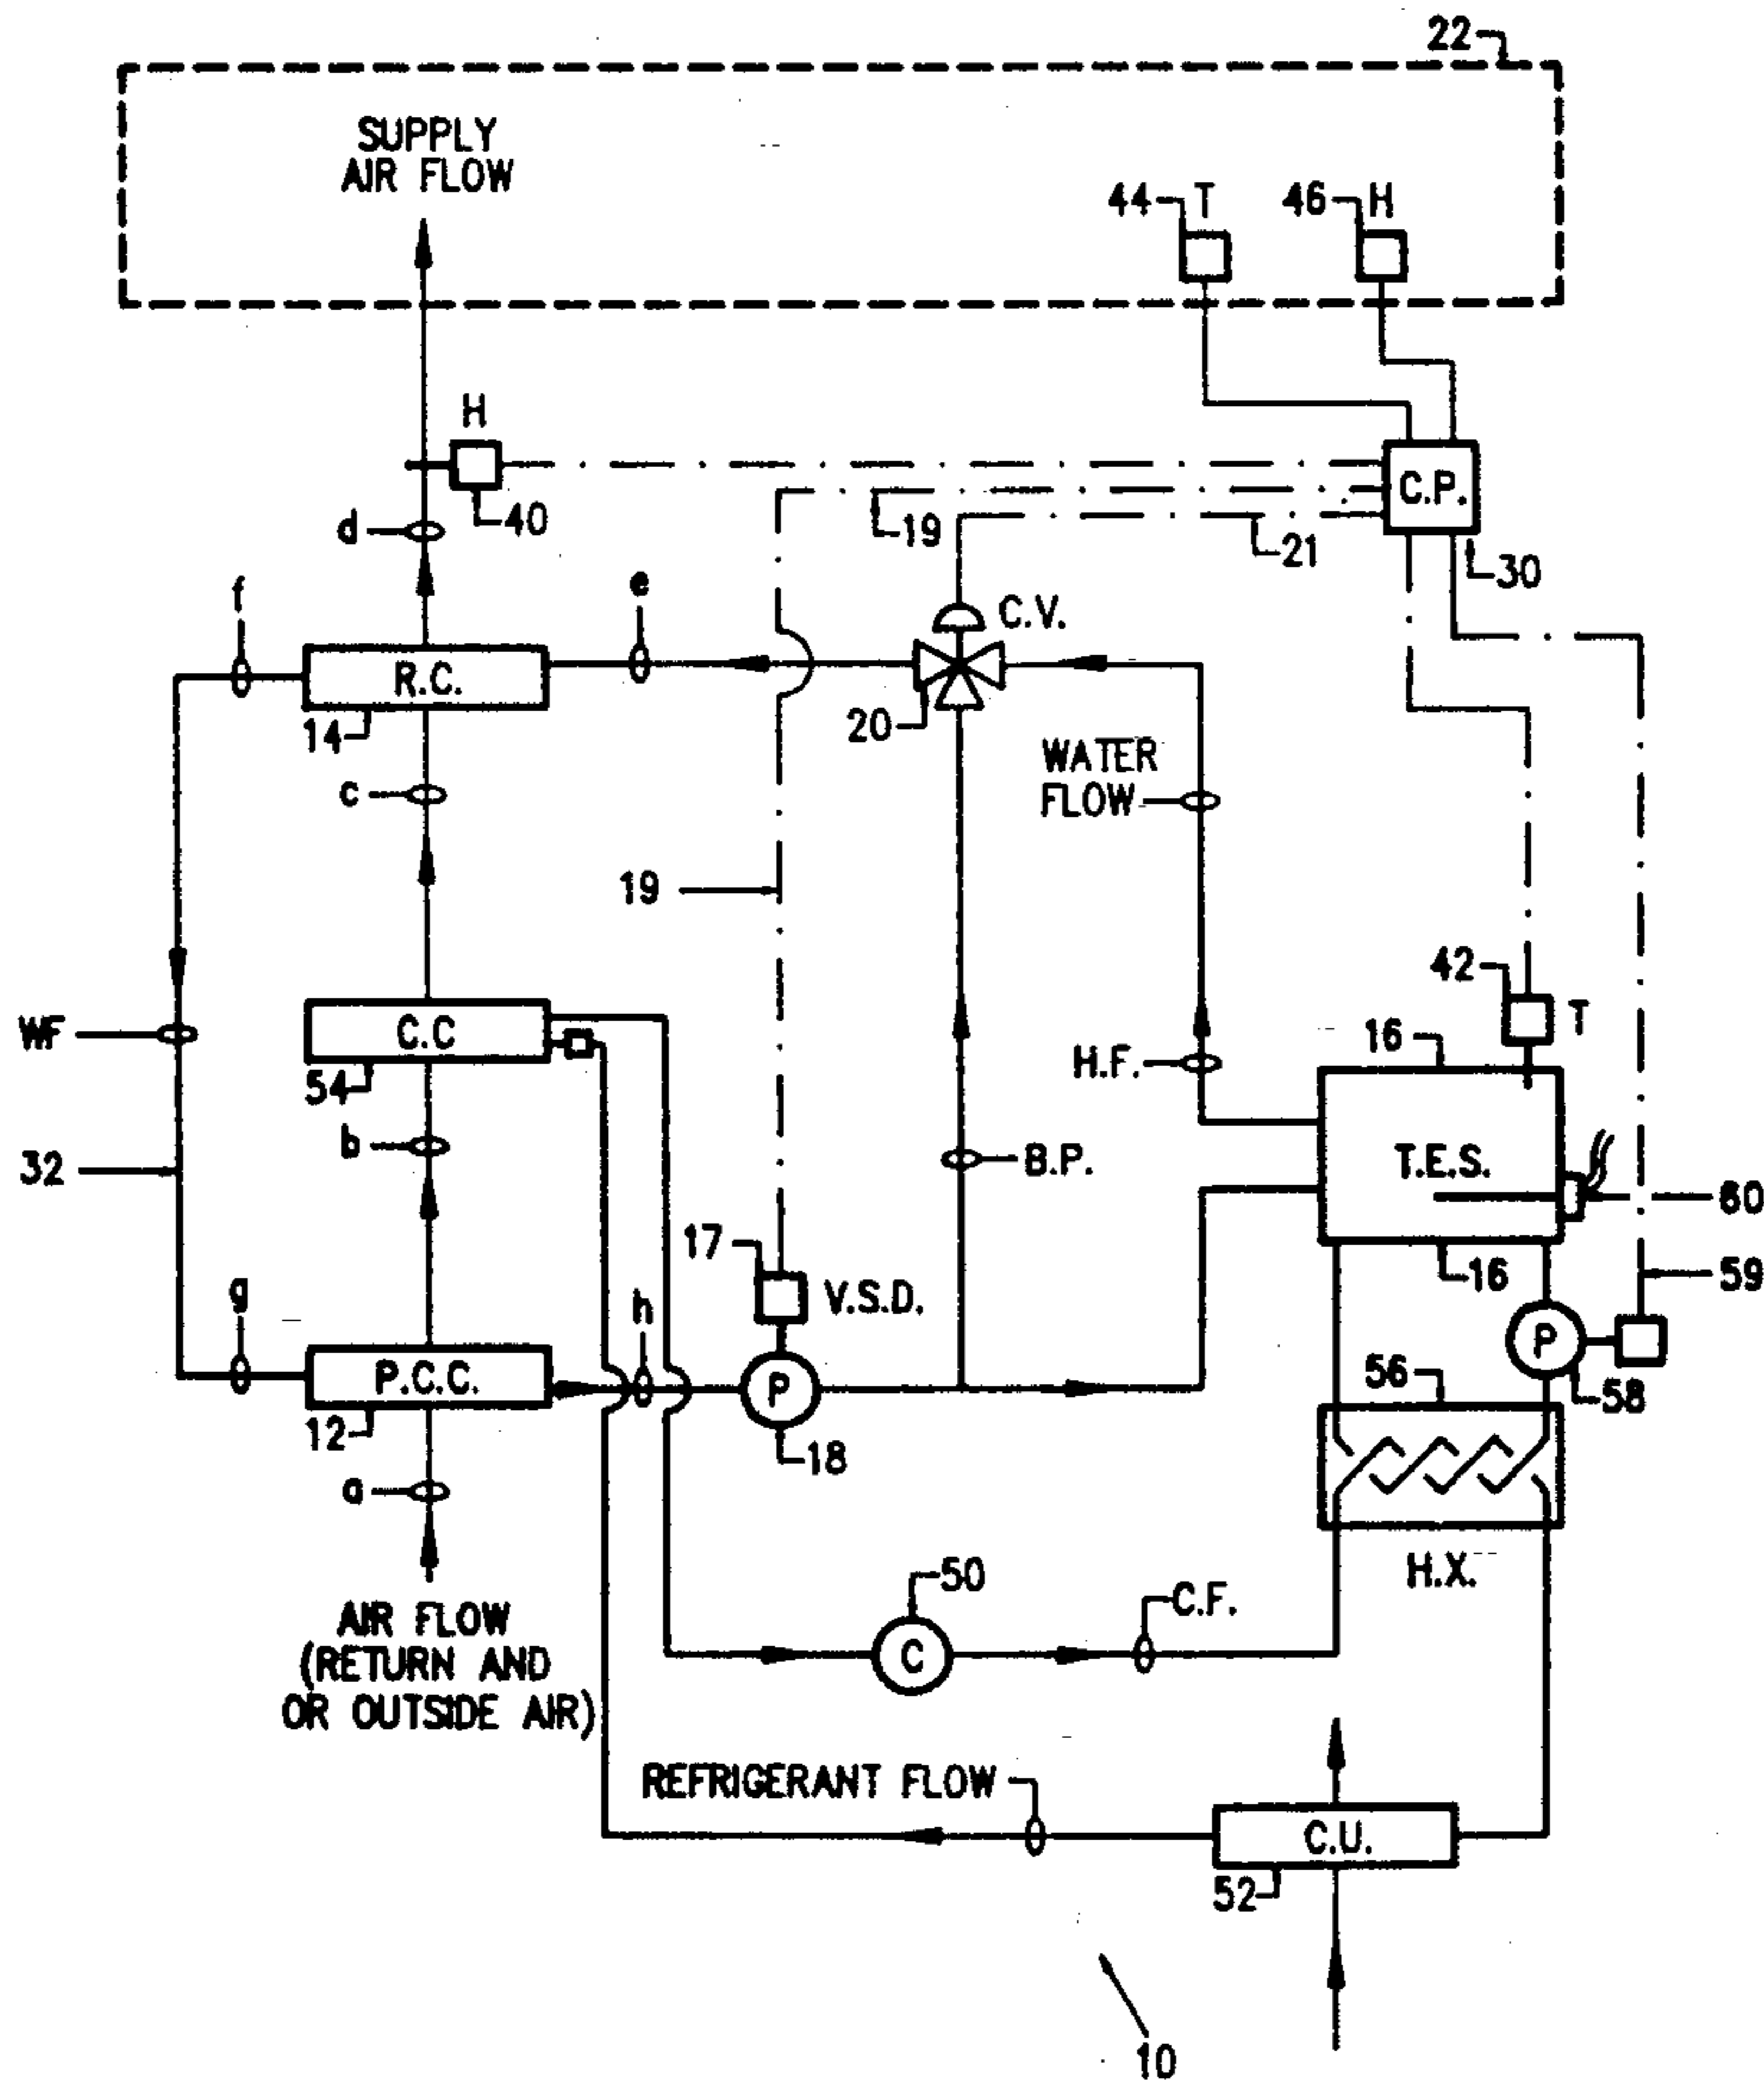 22
SUPPLY
AIR FLOW
44 T
46 H
H
40
C.P.
30
19
21
d
f
e
C.V.
R.C.
14
20
c
WATER
FLOW
19
42 T
WF
C.C
54
16
H.F.
b
B.P.
T.E.S.
32
60
17
V.S.D.
16
59
g
h
P.C.C.
12
P
18
P
58
56
a
H.X.
AIR FLOW
(RETURN AND
OR OUTSIDE AIR)
50
C
C.F.
REFRIGERANT FLOW
C.U.
52
10